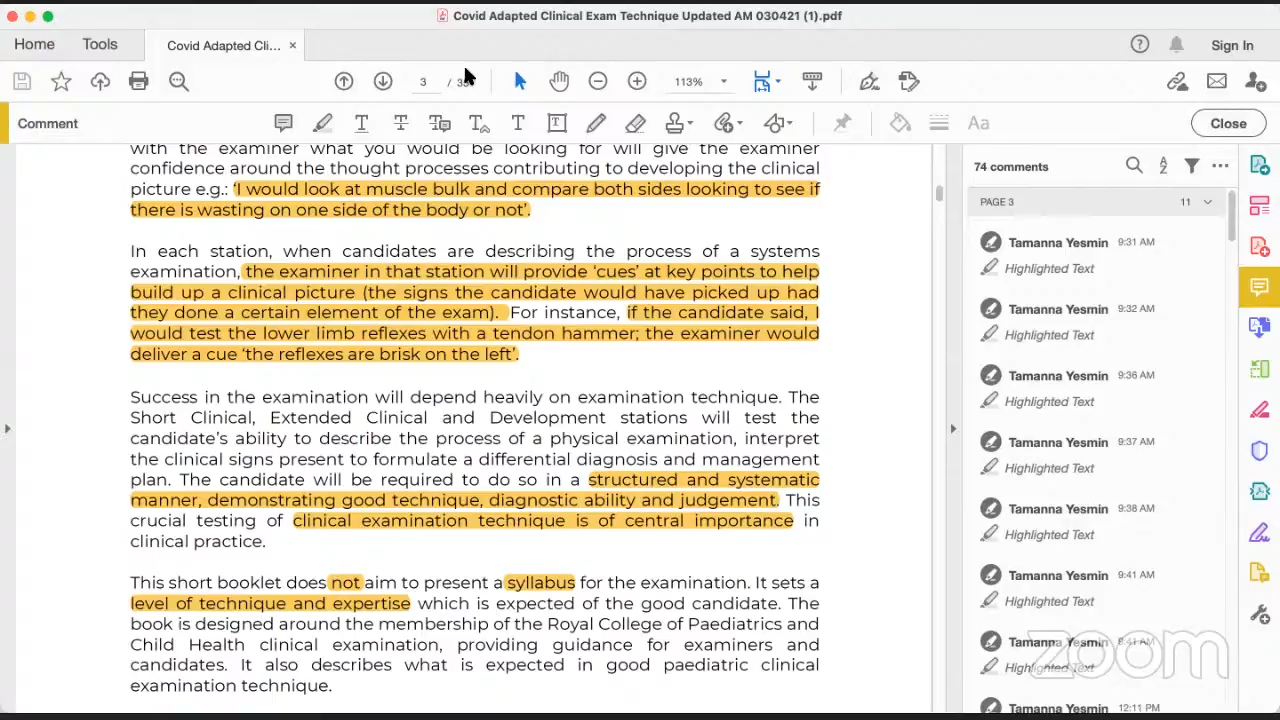 Covid Adapted Clinical Exam Technique Updated AM 030421 (1).pdf
Home
Tools
Covid Adapted Cli... ×
Sign In
3 /
113%
Comment
Aa
Close
with the examiner what you would be looking for will give the examiner
confidence around the thought processes contributing to developing the clinical
picture e.g.: 'I would look at muscle bulk and compare both sides looking to see if
there is wasting on one side of the body or not'.
In each station, when candidates are describing the process of a systems
examination, the examiner in that station will provide 'cues' at key points to help
build up a clinical picture (the signs the candidate would have picked up had
they done a certain element of the exam). For instance, if the candidate said, I
would test the lower limb reflexes with a tendon hammer; the examiner would
deliver a cue 'the reflexes are brisk on the left'.
Success in the examination will depend heavily on examination technique. The
Short Clinical, Extended Clinical and Development stations will test the
candidate's ability to describe the process of a physical examination, interpret
the clinical signs present to formulate a differential diagnosis and management
plan. The candidate will be required to do so in a structured and systematic
manner, demonstrating good technique, diagnostic ability and judgement. This
crucial testing of clinical examination technique is of central importance in
clinical practice.
This short booklet does not aim to present a syllabus for the examination. It sets a
level of technique and expertise which is expected of the good candidate. The
book is designed around the membership of the Royal College of Paediatrics and
Child Health clinical examination, providing guidance for examiners and
candidates. It also describes what is expected in good paediatric clinical
examination technique.
74 comments
PAGE 3 11
Tamanna Yesmin 9:31 AM
Highlighted Text
Tamanna Yesmin 9:32 AM
Highlighted Text
Tamanna Yesmin 9:36 AM
Highlighted Text
Tamanna Yesmin 9:37 AM
Highlighted Text
Tamanna Yesmin 9:38 AM
Highlighted Text
Tamanna Yesmin 9:41 AM
Highlighted Text
Tamanna Yesmin 9:41 AM
Highlighted Text
Tamanna Yesmin 12:11 PM
zoom